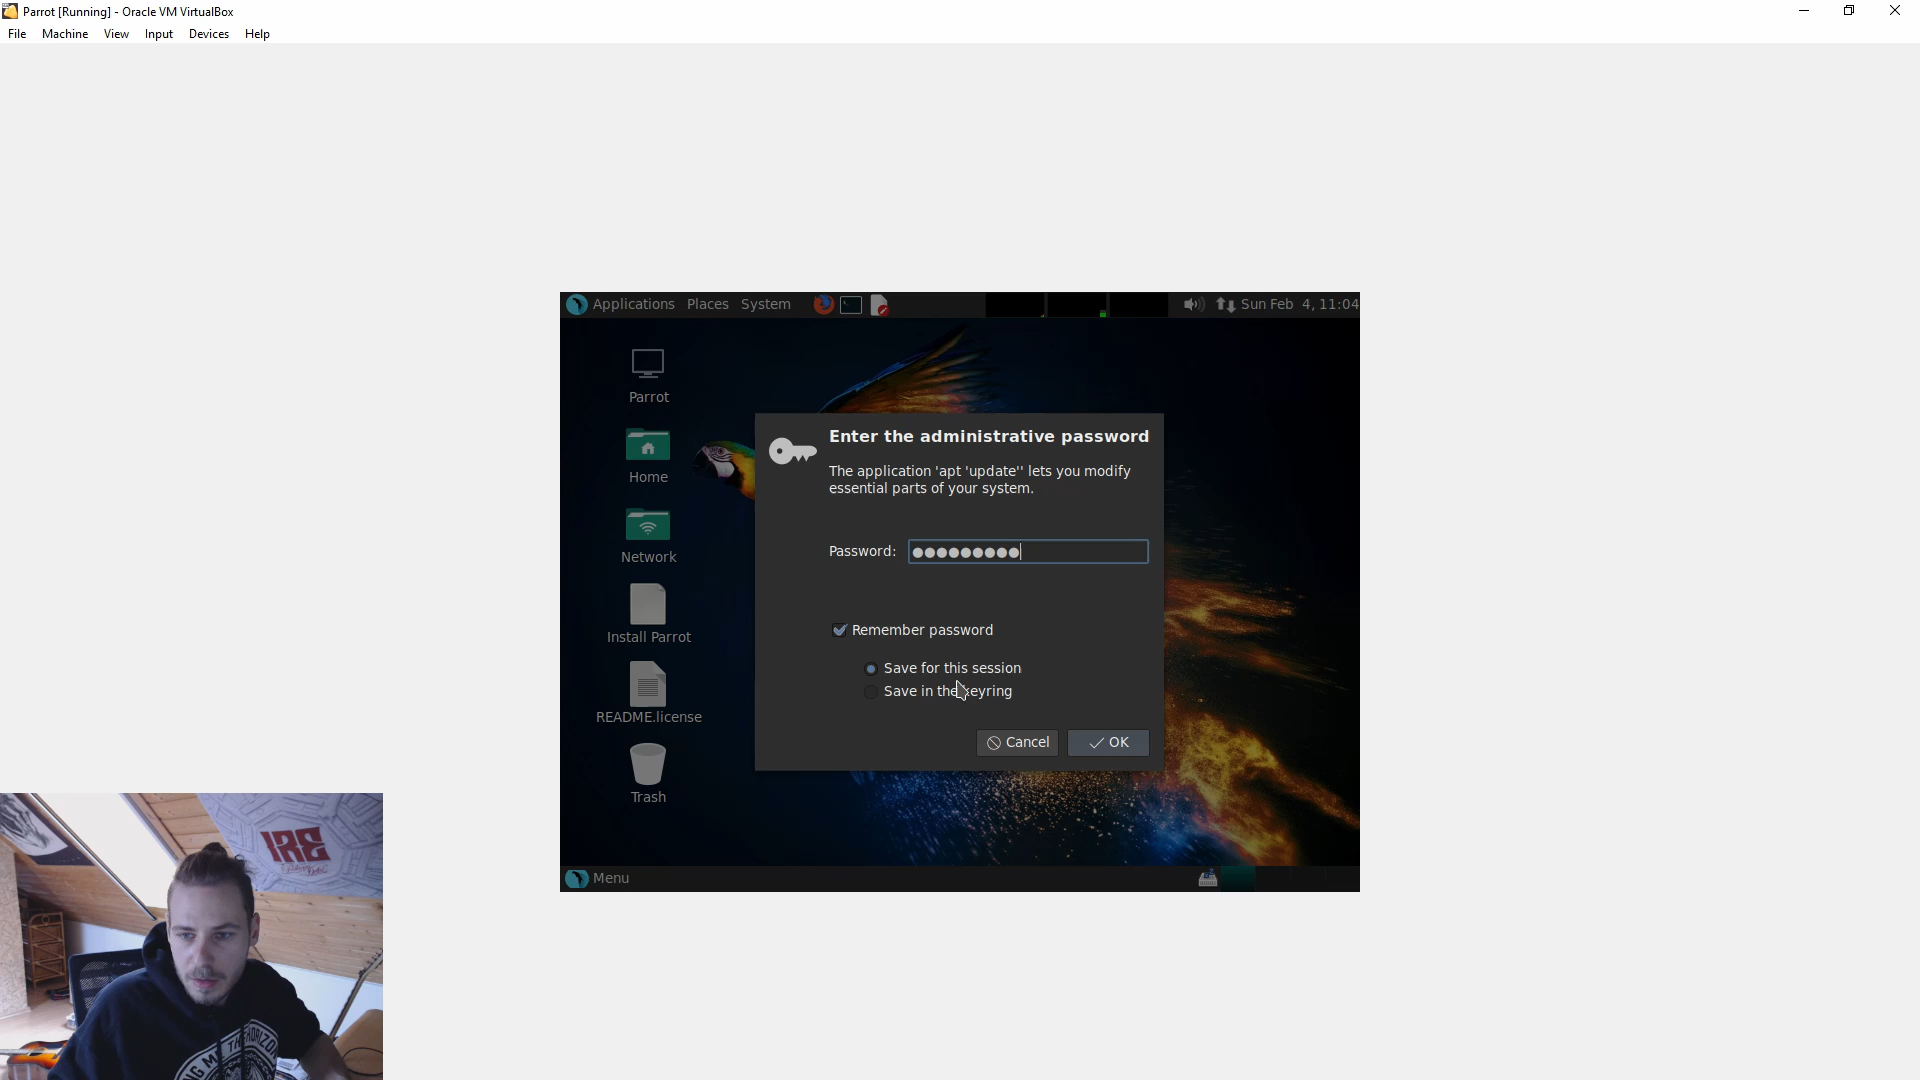 Parrot [Running] - Oracle VM VirtualBox
File Machine View Input Devices Help
Applications Places System Sun Feb 4, 11:04
Parrot
Home
Network
Install Parrot
README.license
Trash
Enter the administrative password
The application 'apt 'update'' lets you modify
essential parts of your system.
Password: ●●●●●●●●●
Remember password
Save for this session
Save in the keyring
Cancel OK
Menu